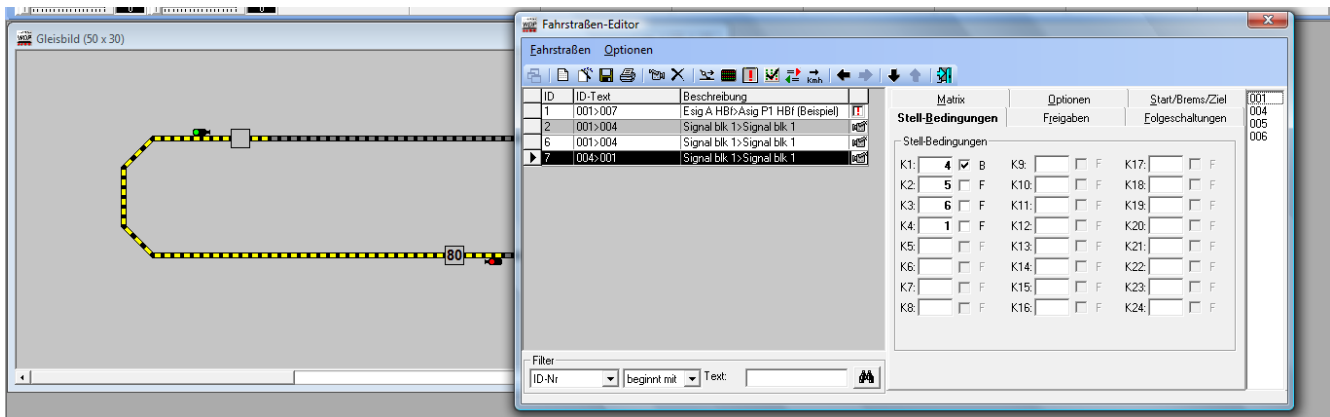 0 0
WDP Gleisbild (50 x 30)
80
WDP Fahrstraßen-Editor
Fahrstraßen Optionen
km/h
ID ID-Text Beschreibung
1 001>007 Esig A HBf>Asig P1 HBf (Beispiel)
2 001>004 Signal blk 1>Signal blk 1
6 001>004 Signal blk 1>Signal blk 1
7 004>001 Signal blk 1>Signal blk 1
Filter
ID-Nr beginnt mit Text:
Matrix Optionen Start/Brems/Ziel
Stell-Bedingungen Freigaben Folgeschaltungen
Stell-Bedingungen
K1: 4 B K9: F K17: F
K2: 5 F K10: F K18: F
K3: 6 F K11: F K19: F
K4: 1 F K12: F K20: F
K5: F K13: F K21: F
K6: F K14: F K22: F
K7: F K15: F K23: F
K8: F K16: F K24: F
001
004
005
006